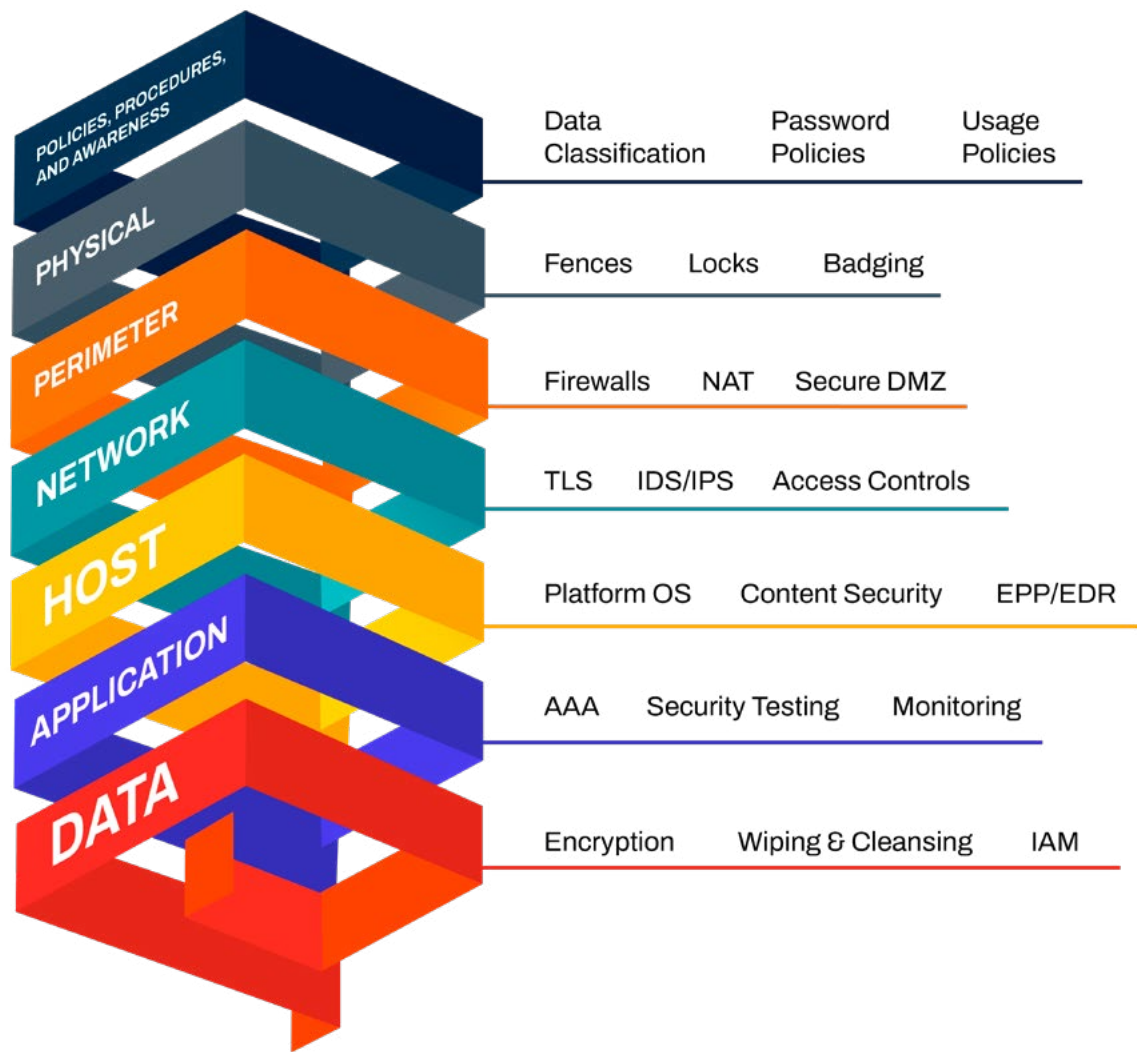 POLICIES, PROCEDURES,
AND AWARENESS
Data Classification
Password Policies
Usage Policies
PHYSICAL
Fences Locks Badging
PERIMETER
Firewalls NAT Secure DMZ
NETWORK
TLS IDS/IPS Access Controls
HOST
Platform OS Content Security EPP/EDR
APPLICATION
AAA Security Testing Monitoring
DATA
Encryption Wiping & Cleansing IAM